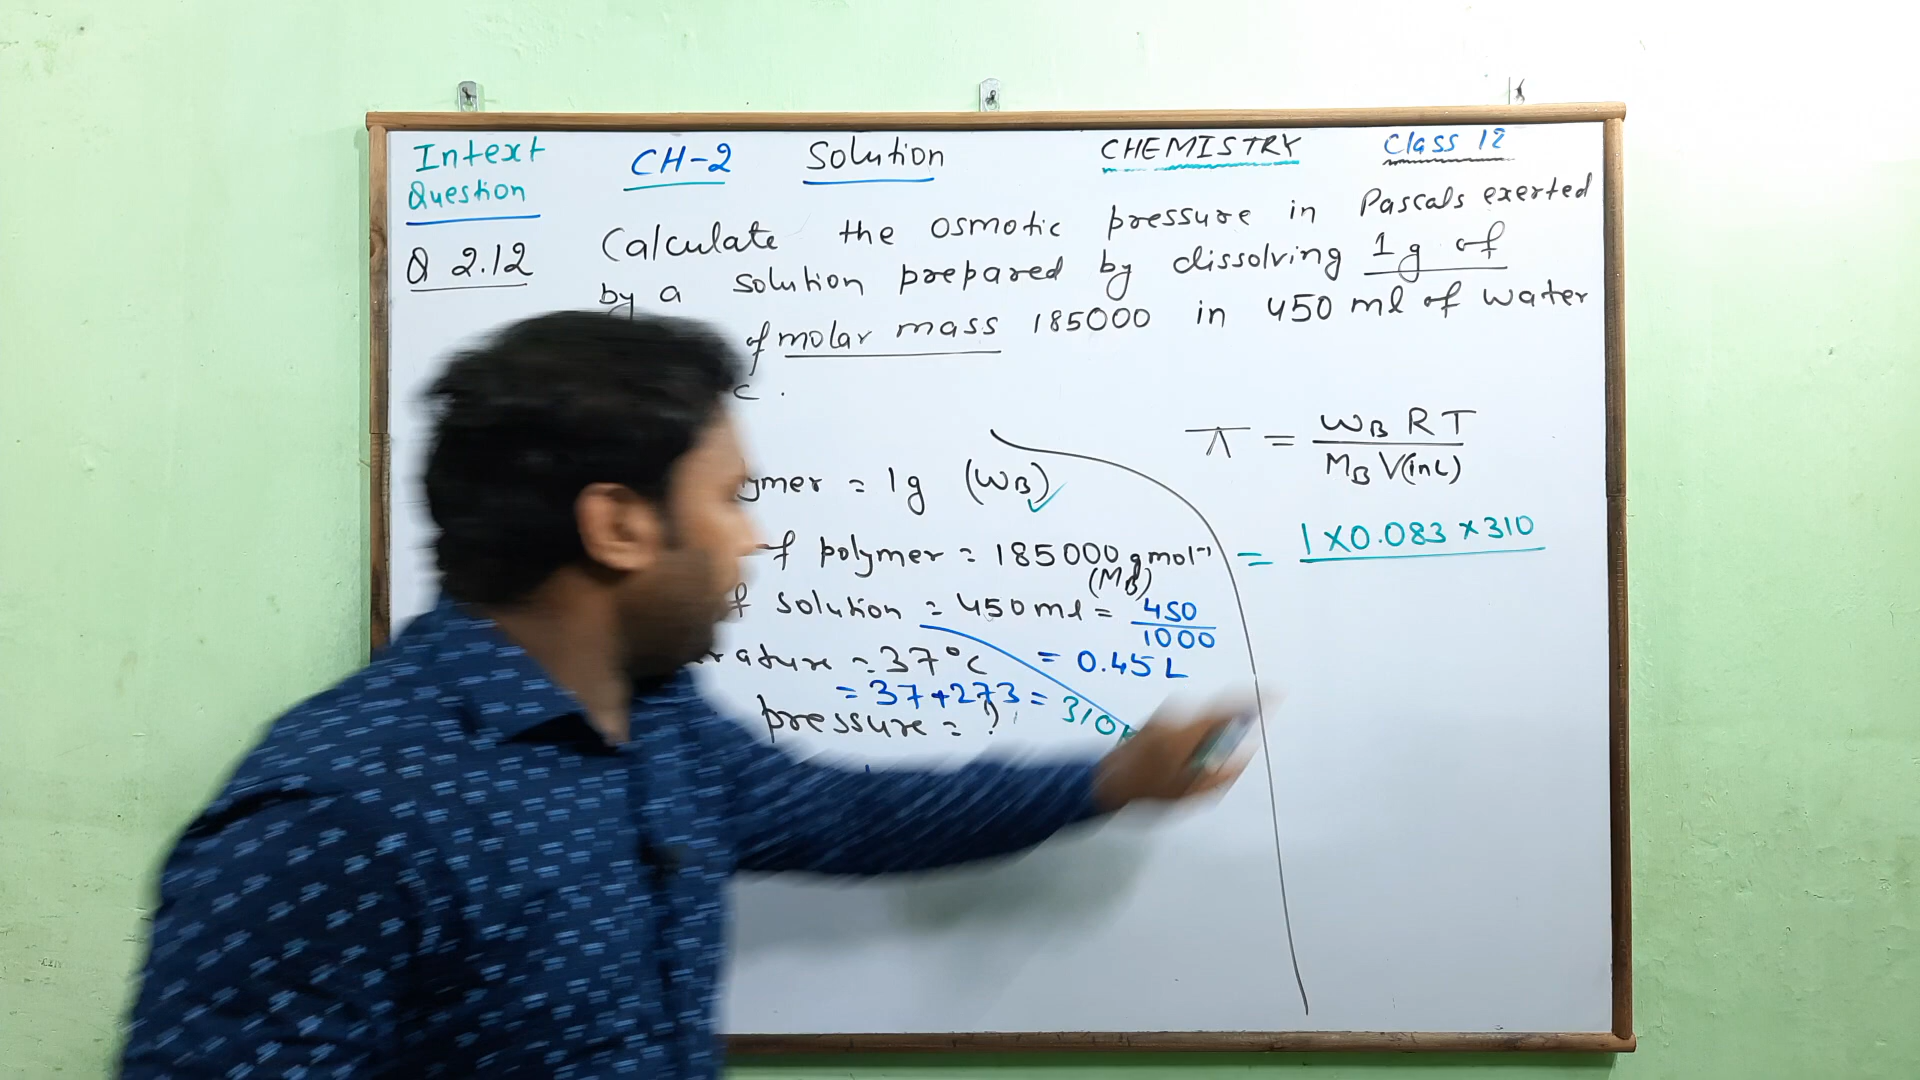 Intext Question
CH-2 Solution CHEMISTRY Class 12
Q 2.12
Calculate the osmotic pressure in Pascals exerted
by a solution prepared by dissolving 1g of
of molar mass 185000 in 450 ml of water
C .
ymer = 1g (WB)
f polymer = 185000 g mol⁻¹
(MB)
f solution = 450 ml = 450/1000
= 0.45 L
rature = 37°C
= 37+273 = 310K
pressure = ?
π = WB R T / MB V(in L)
= 1 X 0.083 × 310